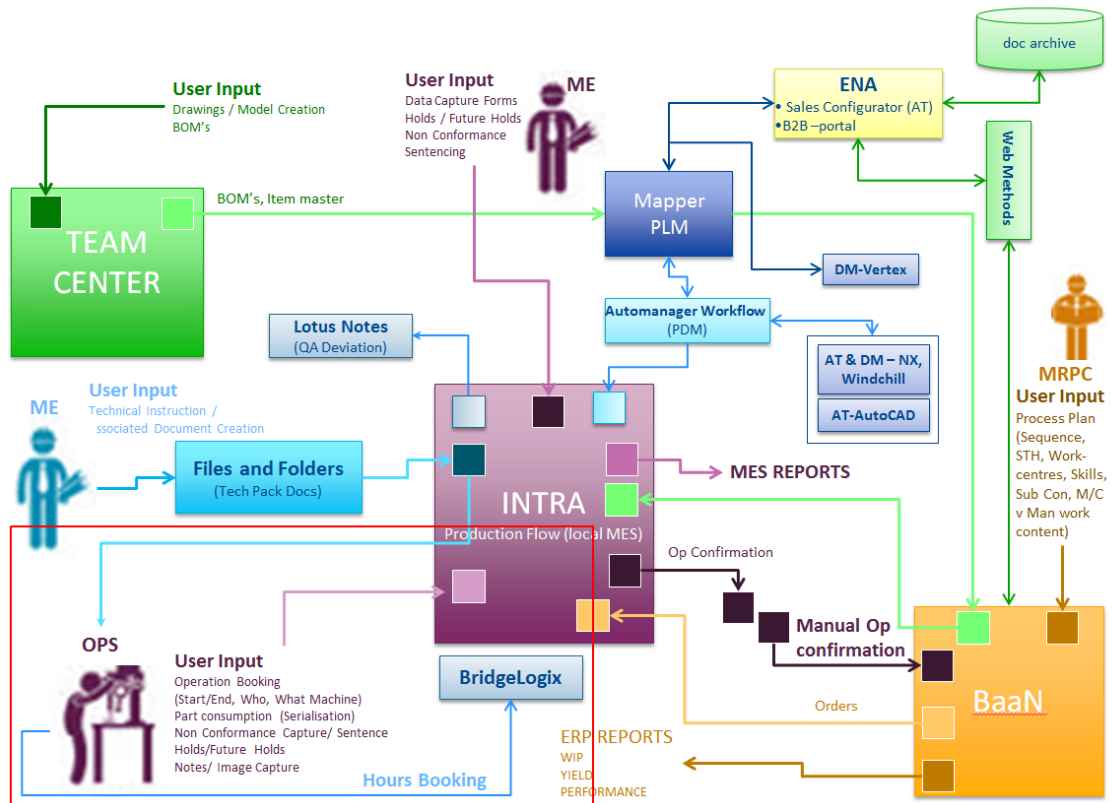 doc archive
User Input
Drawings / Model Creation
BOM's
User Input
Data Capture Forms
Holds / Future Holds
Non Conformance
Sentencing
ME
ENA
• Sales Configurator (AT)
• B2B –portal
Web Methods
TEAM
CENTER
BOM's, Item master
Mapper
PLM
DM-Vertex
Automanager Workflow
(PDM)
AT & DM – NX,
Windchill
AT-AutoCAD
Lotus Notes
(QA Deviation)
MRPC
User Input
Process Plan
(Sequence,
STH, Work-
centres, Skills,
Sub Con, M/C
v Man work
content)
ME
User Input
Technical Instruction /
ssociated Document Creation
Files and Folders
(Tech Pack Docs)
INTRA
Production Flow (local MES)
MES REPORTS
Op Confirmation
Manual Op
confirmation
BaaN
Orders
OPS
User Input
Operation Booking
(Start/End, Who, What Machine)
Part consumption (Serialisation)
Non Conformance Capture/ Sentence
Holds/Future Holds
Notes/ Image Capture
BridgeLogix
Hours Booking
ERP REPORTS
WIP
YIELD
PERFORMANCE